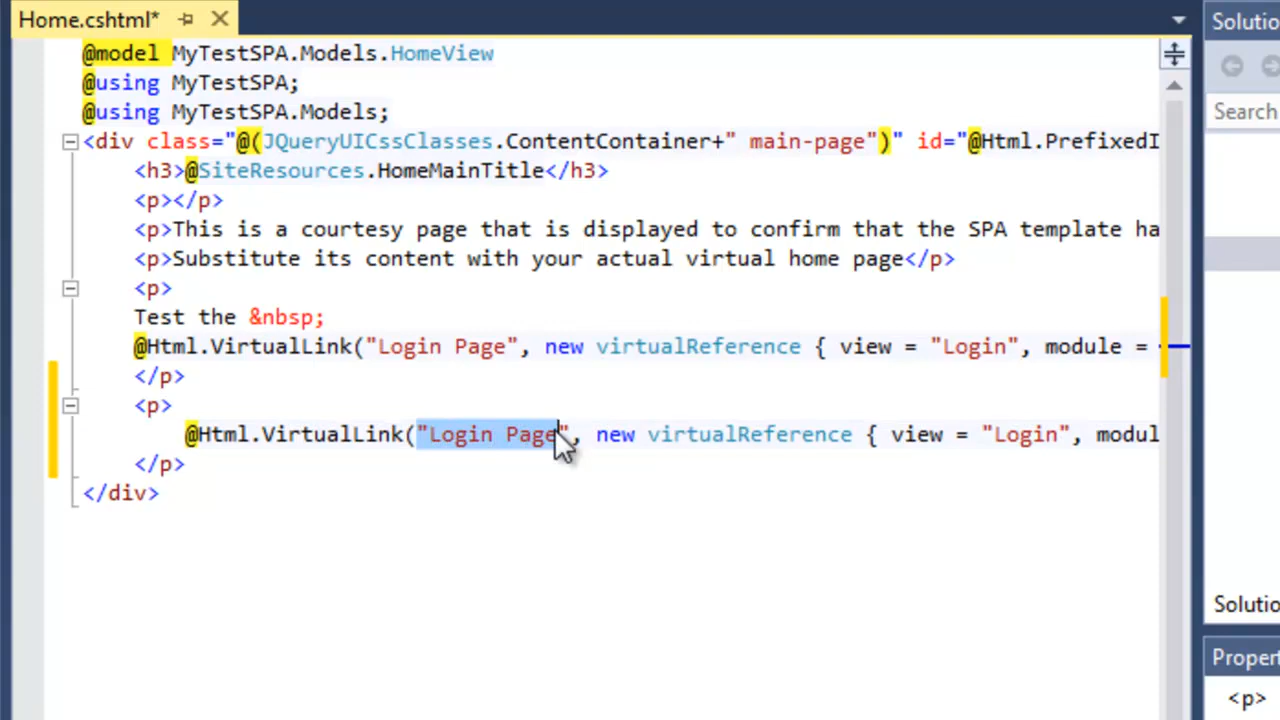 Home.cshtml*
Solutio
@model MyTestSPA.Models.HomeView
@using MyTestSPA;
@using MyTestSPA.Models;
Search
<div class="@(JQueryUICssClasses.ContentContainer+" main-page")" id="@Html.PrefixedI
<h3>@SiteResources.HomeMainTitle</h3>
<p></p>
<p>This is a courtesy page that is displayed to confirm that the SPA template ha
<p>Substitute its content with your actual virtual home page</p>
<p>
Test the &nbsp;
@Html.VirtualLink("Login Page", new virtualReference { view = "Login", module =
</p>
<p>
@Html.VirtualLink("Login Page", new virtualReference { view = "Login", modul
</p>
</div>
Solutio
Propert
<p>